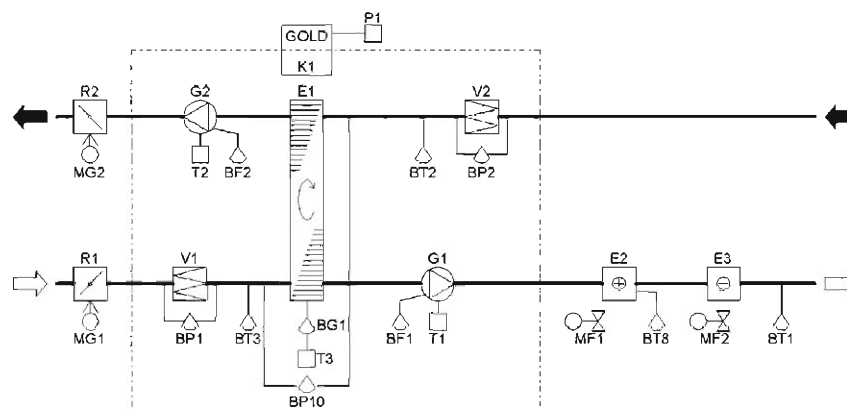 P1
GOLD
K1
R2
G2
E1
V2
MG2
T2
BF2
BT2
BP2
R1
V1
G1
E2
E3
MG1
BP1
BT3
BG1
T3
BF1
T1
MF1
BT8
MF2
BT1
BP10